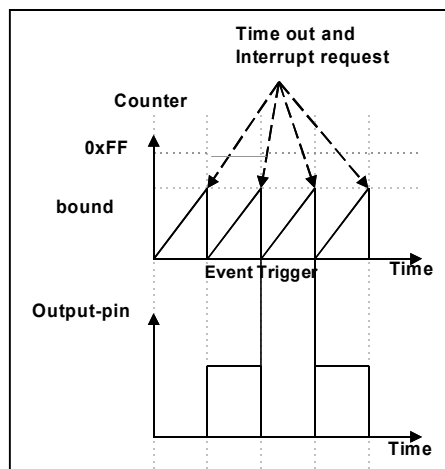 Time out and
Interrupt request
Counter
0xFF
bound
Event Trigger
Time
Output-pin
Time